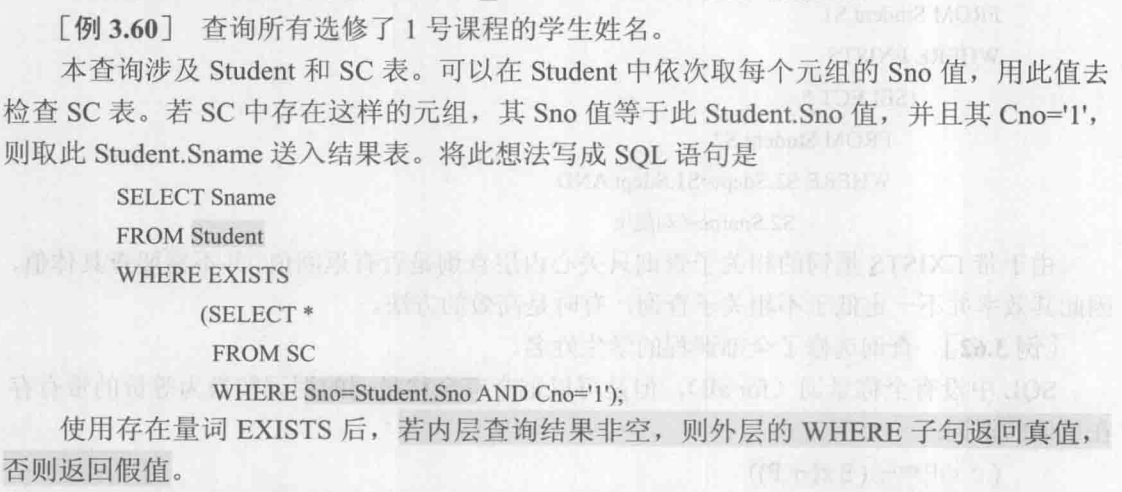 ［例 3.60］ 查询所有选修了 1 号课程的学生姓名。
本查询涉及 Student 和 SC 表。可以在 Student 中依次取每个元组的 Sno 值，用此值去
检查 SC 表。若 SC 中存在这样的元组，其 Sno 值等于此 Student.Sno 值，并且其 Cno='1'，
则取此 Student.Sname 送入结果表。将此想法写成 SQL 语句是
SELECT Sname
FROM Student
WHERE EXISTS
(SELECT *
FROM SC
WHERE Sno=Student.Sno AND Cno='1');
使用存在量词 EXISTS 后，若内层查询结果非空，则外层的 WHERE 子句返回真值，
否则返回假值。